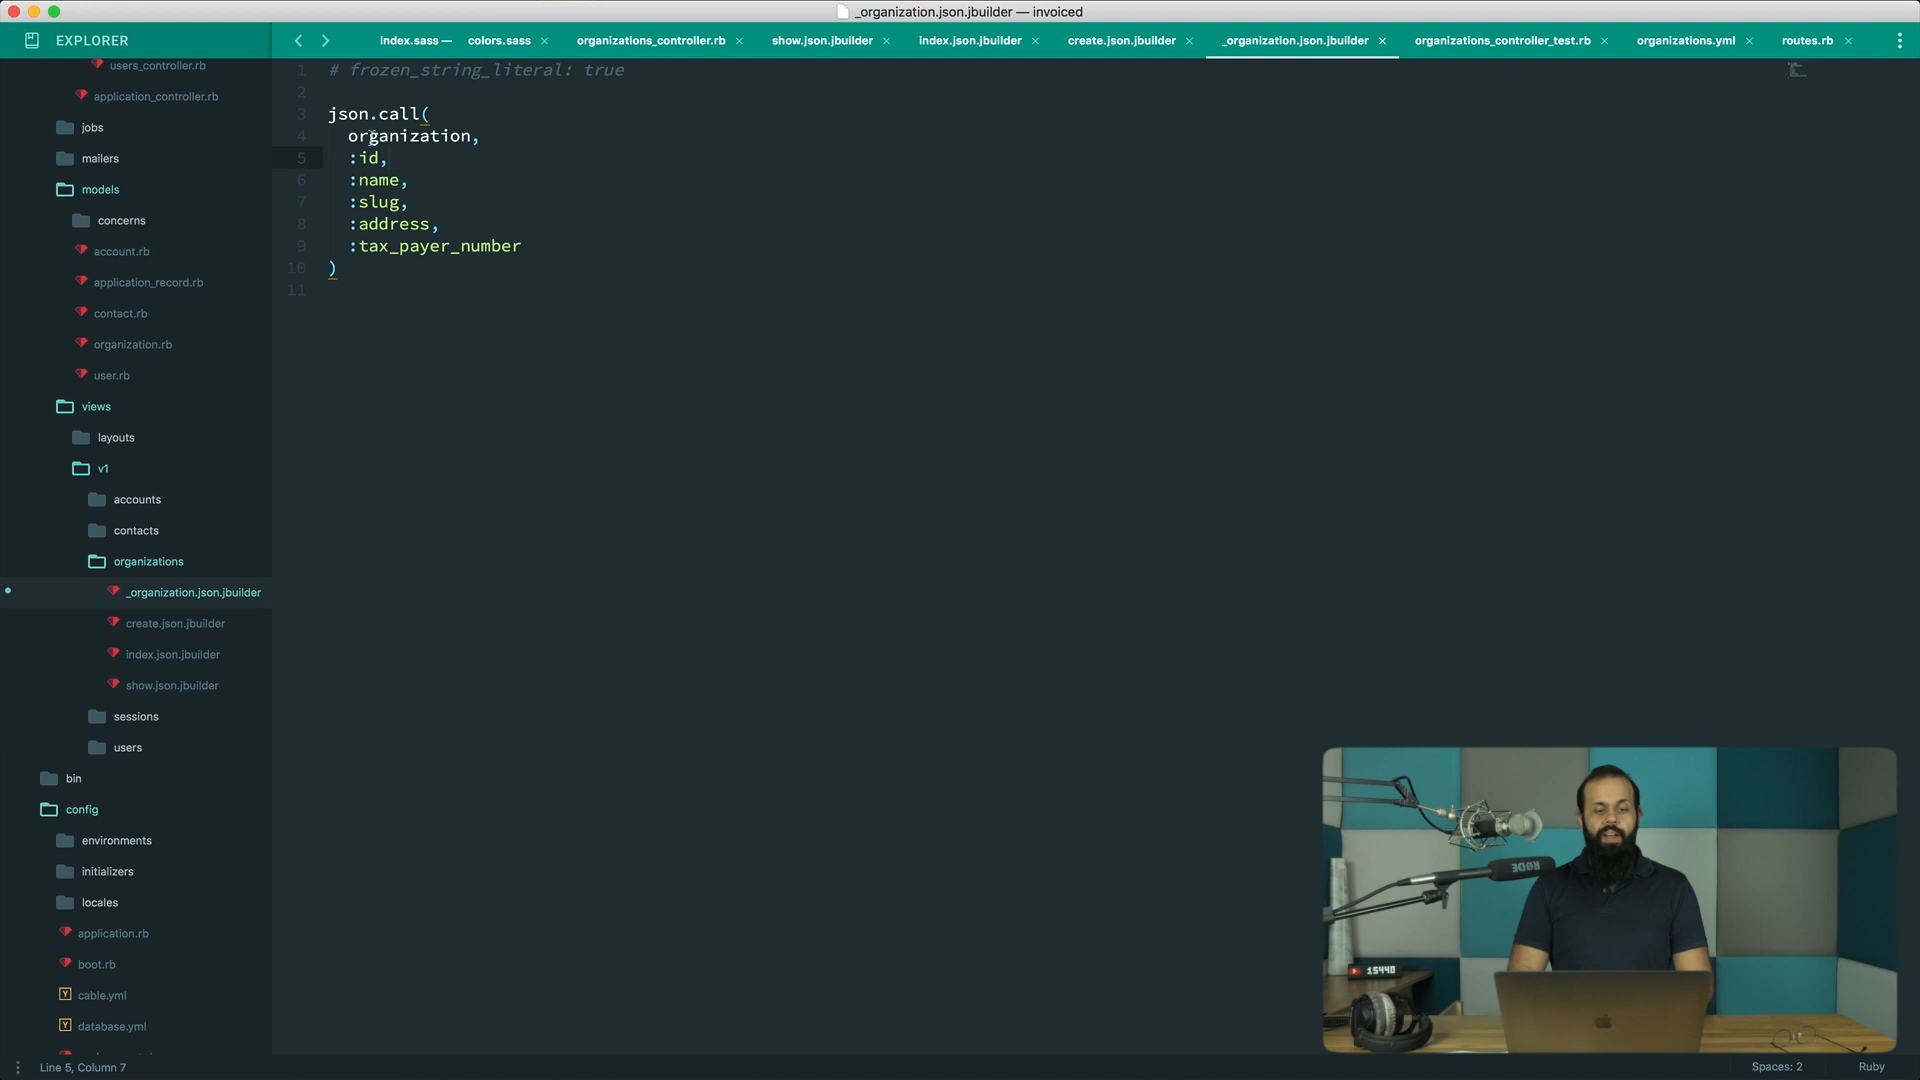 _organization.json.jbuilder — invoiced
EXPLORER
index.sass — colors.sass × organizations_controller.rb × show.json.jbuilder × index.json.jbuilder × create.json.jbuilder × _organization.json.jbuilder × organizations_controller_test.rb × organizations.yml × routes.rb ×
users_controller.rb
application_controller.rb
jobs
mailers
models
concerns
account.rb
application_record.rb
contact.rb
organization.rb
user.rb
views
layouts
v1
accounts
contacts
organizations
_organization.json.jbuilder
create.json.jbuilder
index.json.jbuilder
show.json.jbuilder
sessions
users
bin
config
environments
initializers
locales
application.rb
boot.rb
Y cable.yml
Y database.yml
1 # frozen_string_literal: true
2
3 json.call(
4 organization,
5 :id,
6 :name,
7 :slug,
8 :address,
9 :tax_payer_number
10 )
11
RØDE
15440
Line 5, Column 7
Spaces: 2
Ruby